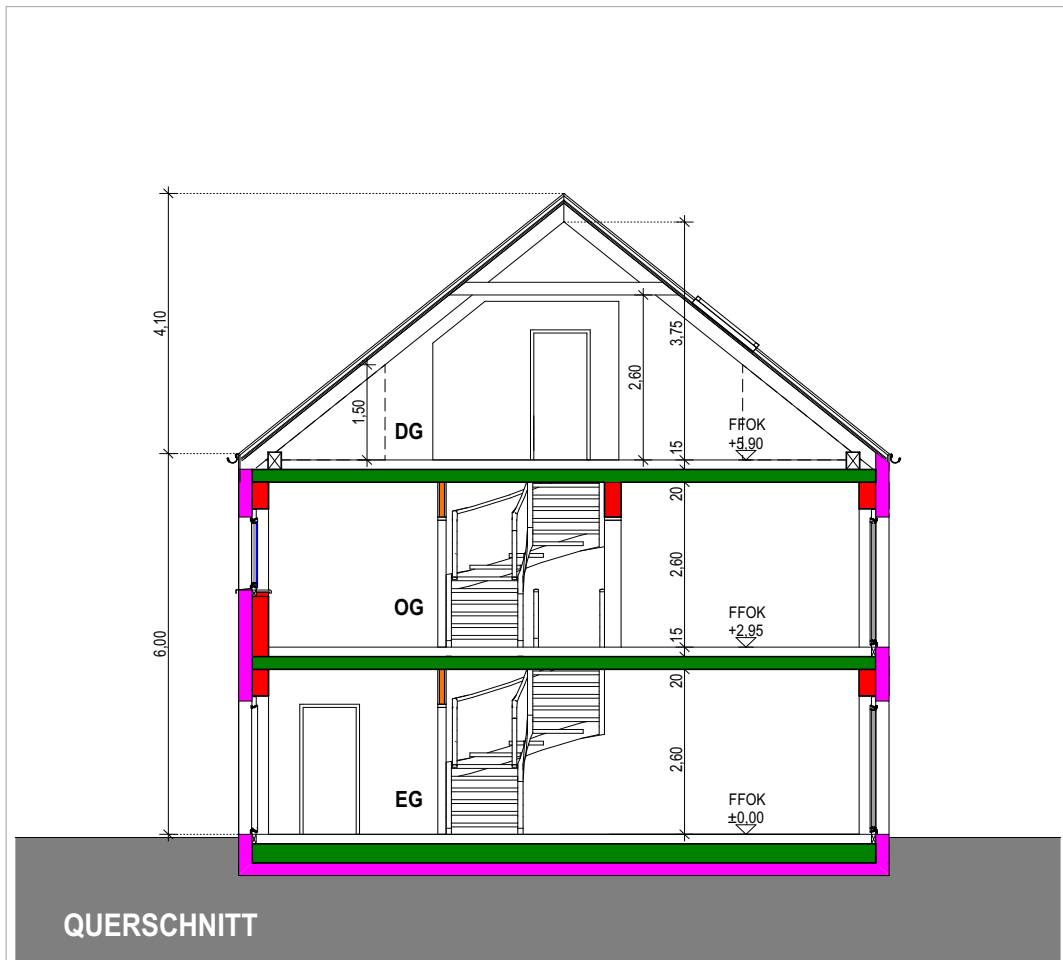 4,10
3,75
2,60
1,50
DG
FFOK
+5,90
15
20
2,60
OG
FFOK
+2,95
6,00
15
20
2,60
EG
FFOK
±0,00
QUERSCHNITT